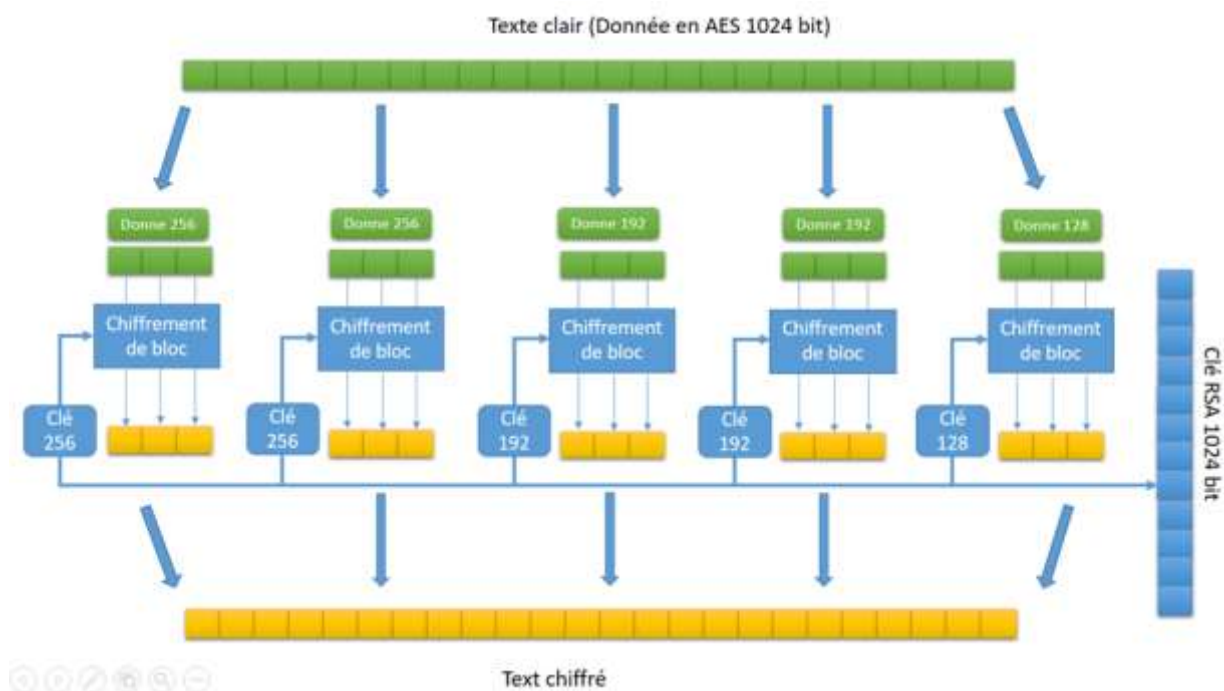 Texte clair (Donnée en AES 1024 bit)
Donne 256
Donne 256
Donne 192
Donne 192
Donne 128
Chiffrement
de bloc
Chiffrement
de bloc
Chiffrement
de bloc
Chiffrement
de bloc
Chiffrement
de bloc
Clé
256
Clé
256
Clé
192
Clé
192
Clé
128
Clé RSA 1024 bit
Text chiffré